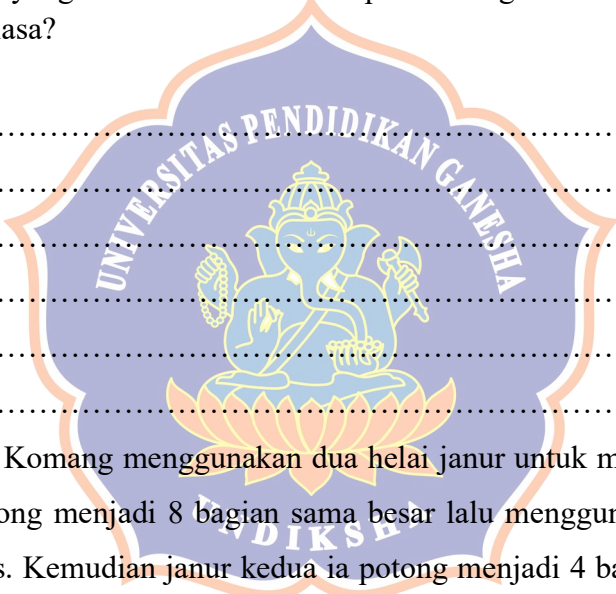 asa?
UNIVERSITAS PENDIDIKAN GANESHA
Komang menggunakan dua helai janur untuk m
ong menjadi 8 bagian sama besar lalu menggun
UNDIKSHA
s. Kemudian janur kedua ia potong menjadi 4 ba